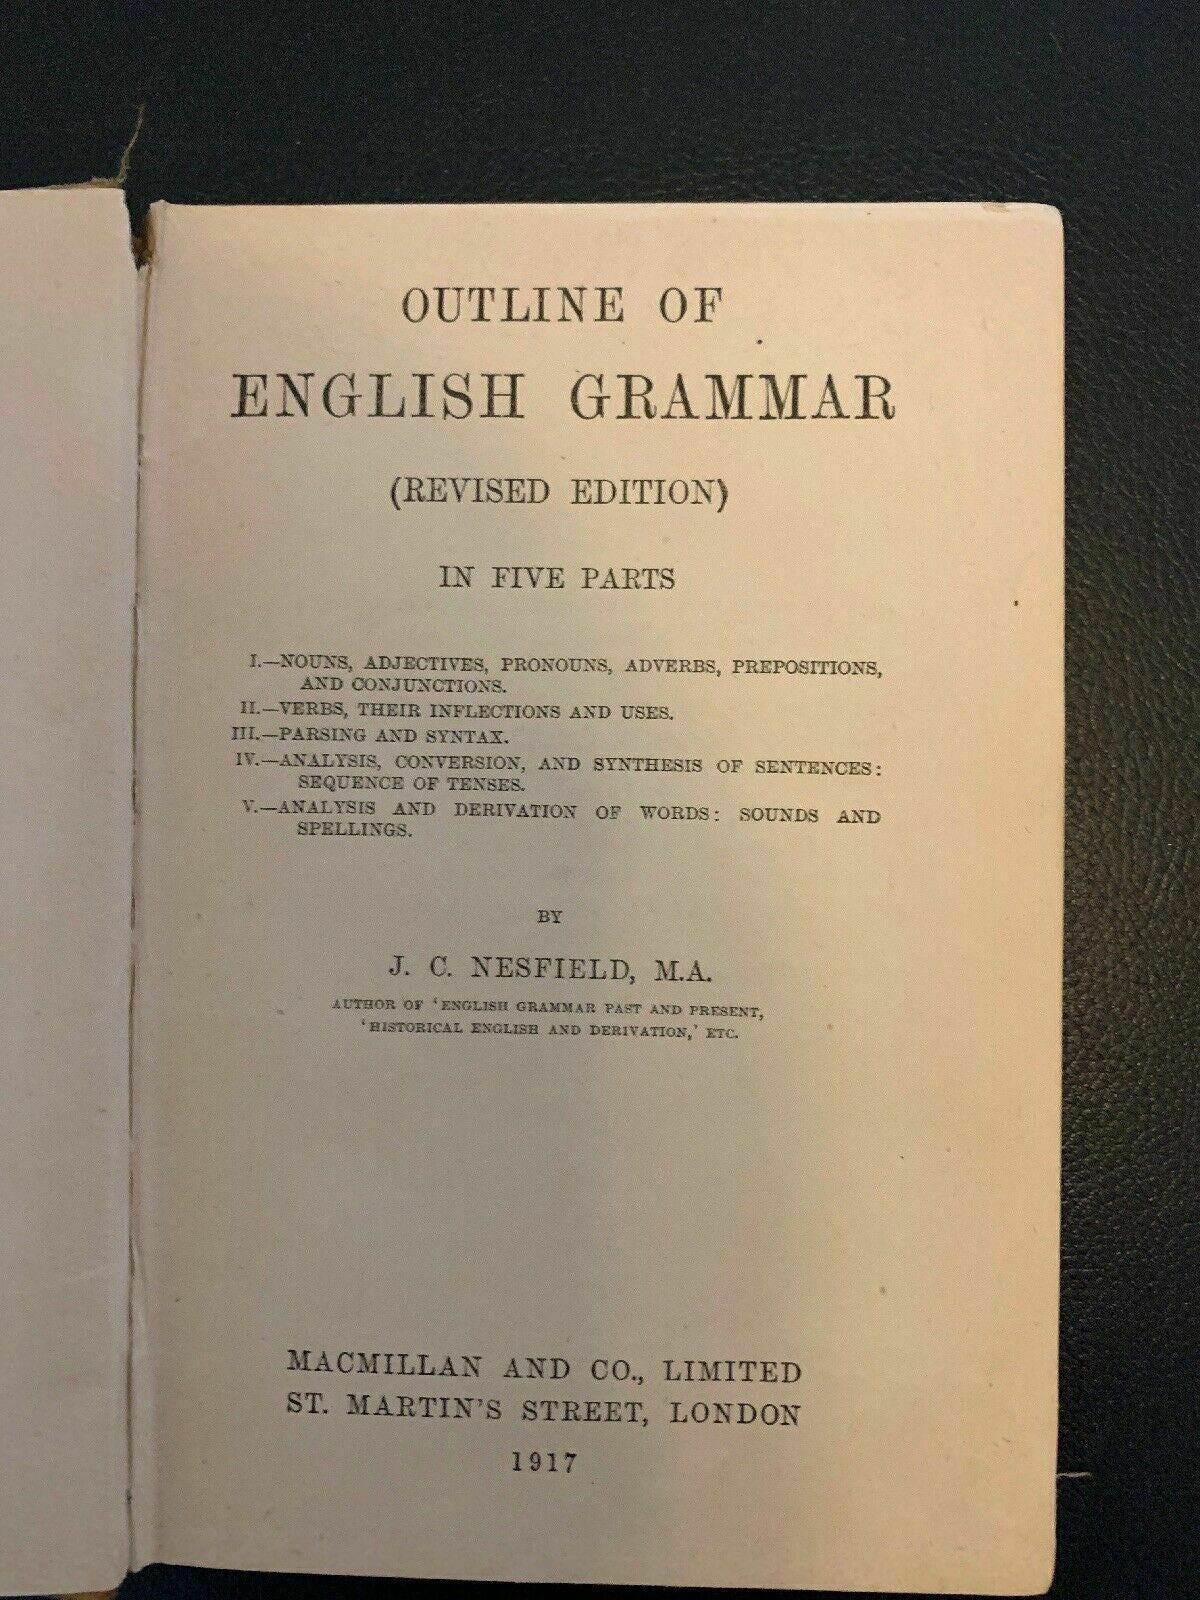 OUTLINE OF
ENGLISH GRAMMAR
(REVISED EDITION)
IN FIVE PARTS
I.—NOUNS, ADJECTIVES, PRONOUNS, ADVERBS, PREPOSITIONS,
AND CONJUNCTIONS.
II.—VERBS, THEIR INFLECTIONS AND USES.
III.—PARSING AND SYNTAX.
IV.—ANALYSIS, CONVERSION, AND SYNTHESIS OF SENTENCES:
SEQUENCE OF TENSES.
V.—ANALYSIS AND DERIVATION OF WORDS: SOUNDS AND
SPELLINGS.
BY
J. C. NESFIELD, M.A.
AUTHOR OF ‘ENGLISH GRAMMAR PAST AND PRESENT,
‘HISTORICAL ENGLISH AND DERIVATION,’ ETC.
MACMILLAN AND CO., LIMITED
ST. MARTIN'S STREET, LONDON
1917